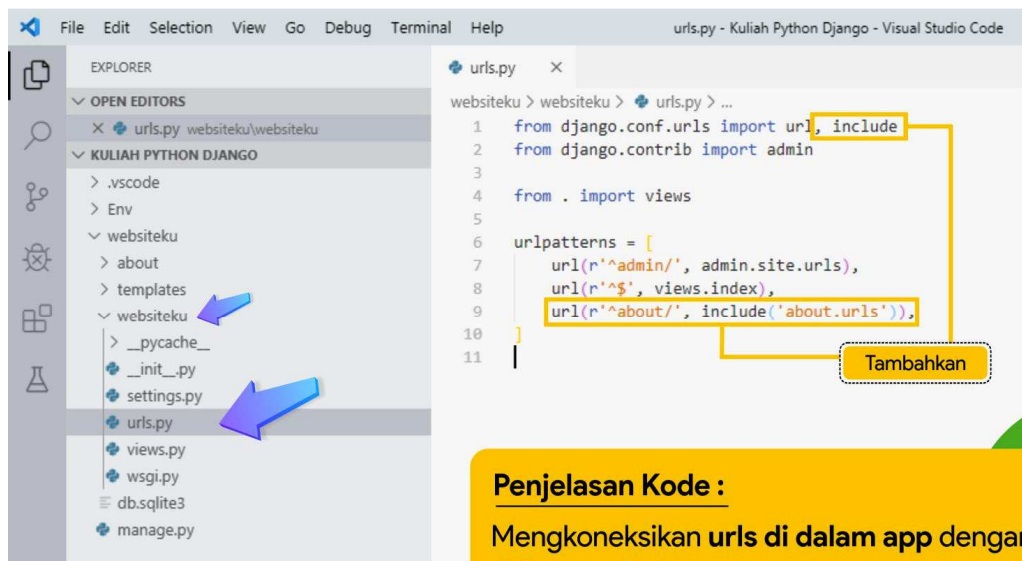 File Edit Selection View Go Debug Terminal Help
urls.py - Kuliah Python Django - Visual Studio Code
EXPLORER
OPEN EDITORS
urls.py websiteku\websiteku
KULIAH PYTHON DJANGO
.vscode
Env
websiteku
about
templates
websiteku
__pycache__
__init__.py
settings.py
urls.py
views.py
wsgi.py
db.sqlite3
manage.py
urls.py
websiteku > websiteku > urls.py > ...
1 from django.conf.urls import url, include
2 from django.contrib import admin
3
4 from . import views
5
6 urlpatterns = [
7 url(r'^admin/', admin.site.urls),
8 url(r'^$', views.index),
9 url(r'^about/', include('about.urls')),
10 ]
11
Tambahkan
Penjelasan Kode :
Mengkoneksikan urls di dalam app dengan